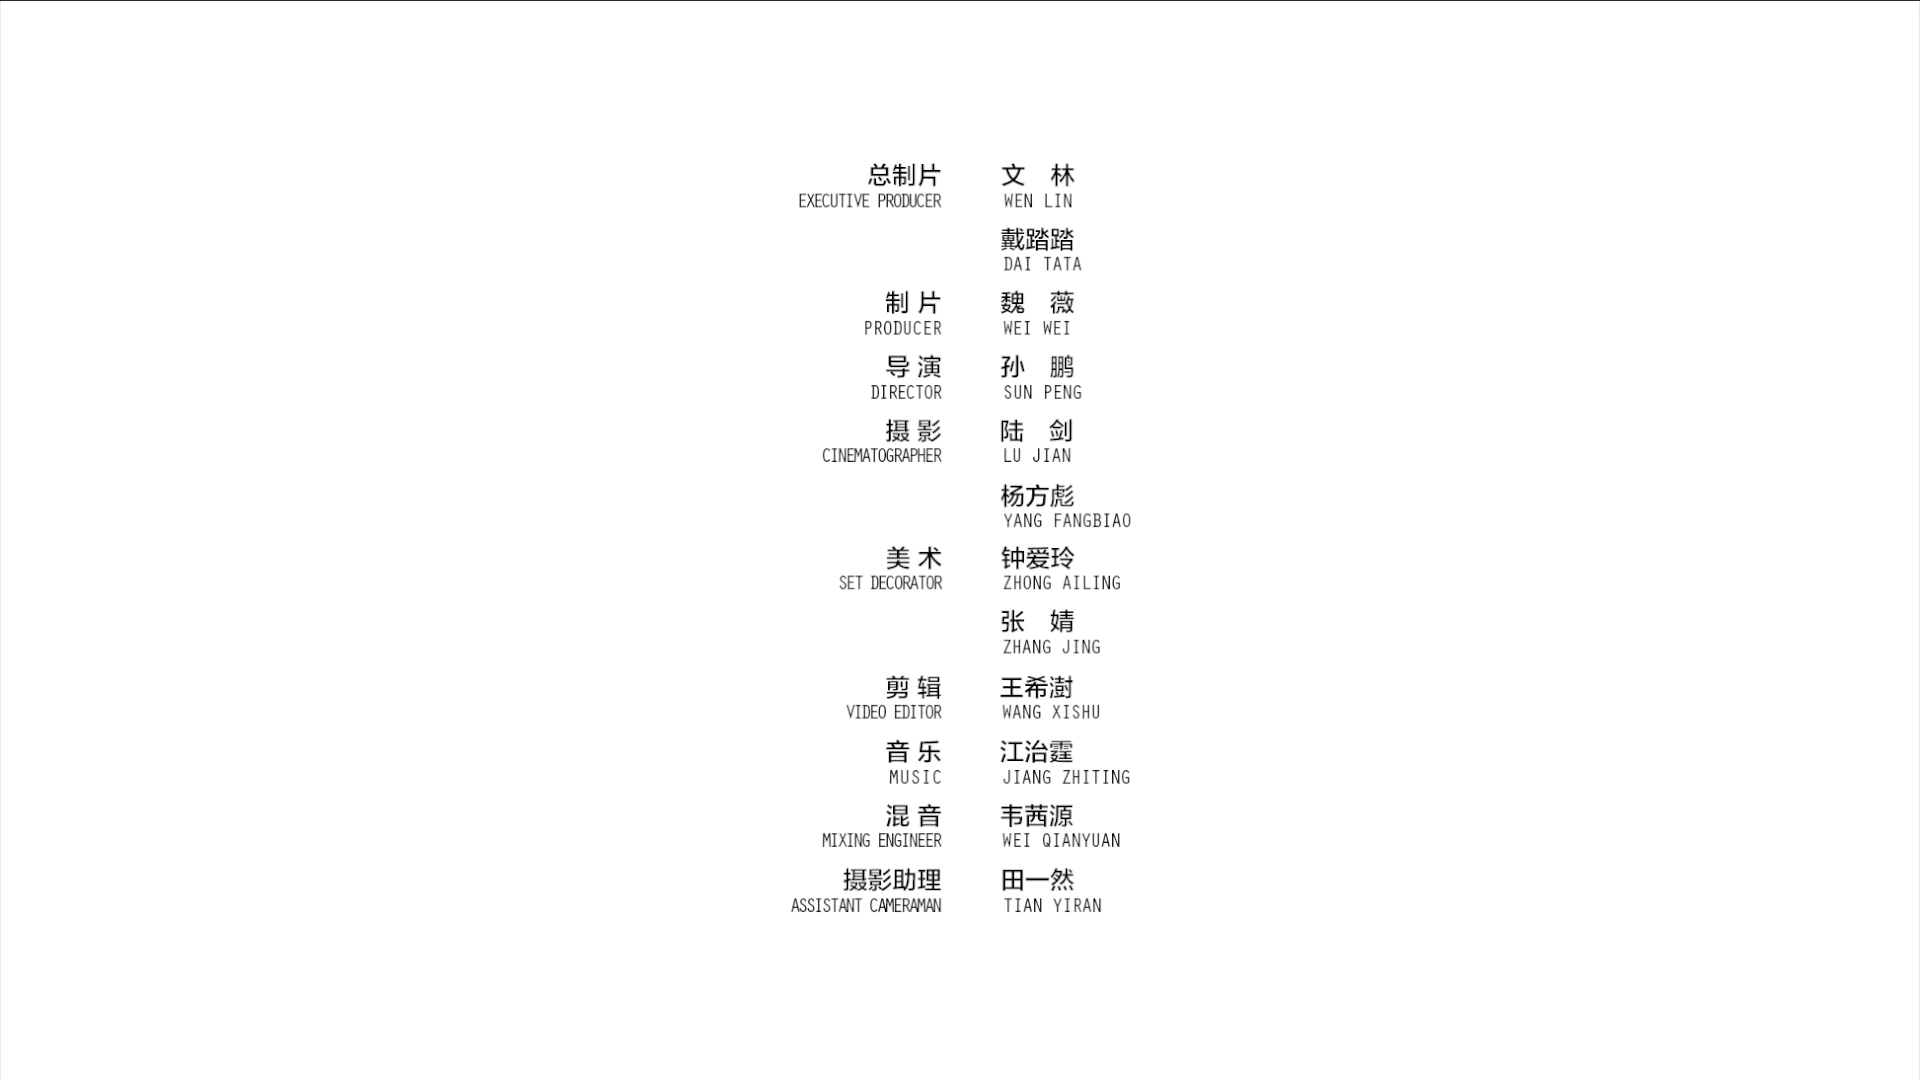 总制片 文 林
EXECUTIVE PRODUCER WEN LIN
戴踏踏
DAI TATA
制片 魏 薇
PRODUCER WEI WEI
导演 孙 鹏
DIRECTOR SUN PENG
摄影 陆 剑
CINEMATOGRAPHER LU JIAN
杨方彪
YANG FANGBIAO
美术 钟爱玲
SET DECORATOR ZHONG AILING
张 婧
ZHANG JING
剪辑 王希澍
VIDEO EDITOR WANG XISHU
音乐 江治霆
MUSIC JIANG ZHITING
混音 韦茜源
MIXING ENGINEER WEI QIANYUAN
摄影助理 田一然
ASSISTANT CAMERAMAN TIAN YIRAN